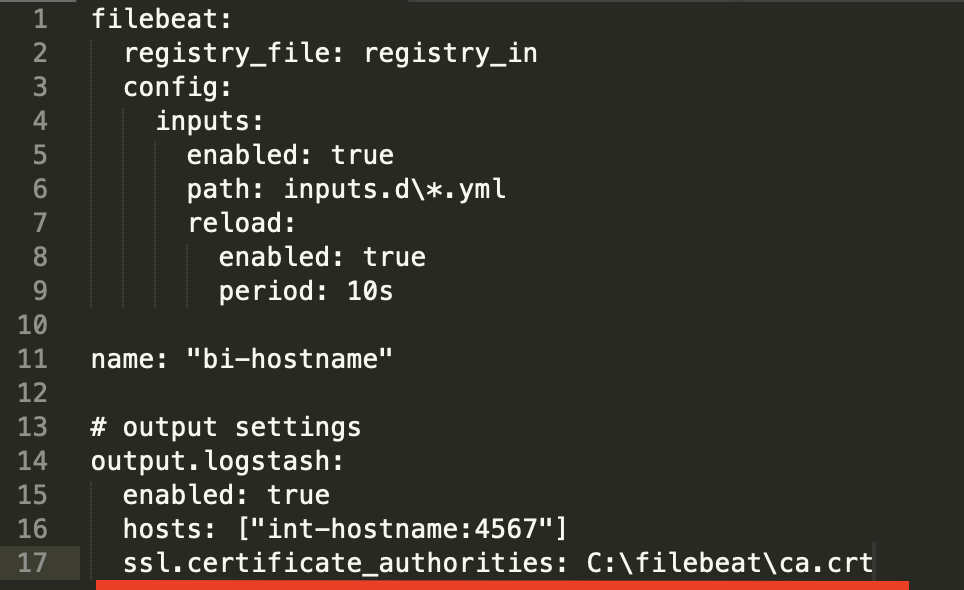 1 filebeat:
2   registry_file: registry_in
3   config:
4     inputs:
5       enabled: true
6       path: inputs.d\*.yml
7       reload:
8         enabled: true
9         period: 10s
10
11 name: "bi-hostname"
12
13 # output settings
14 output.logstash:
15   enabled: true
16   hosts: ["int-hostname:4567"]
17   ssl.certificate_authorities: C:\filebeat\ca.crt